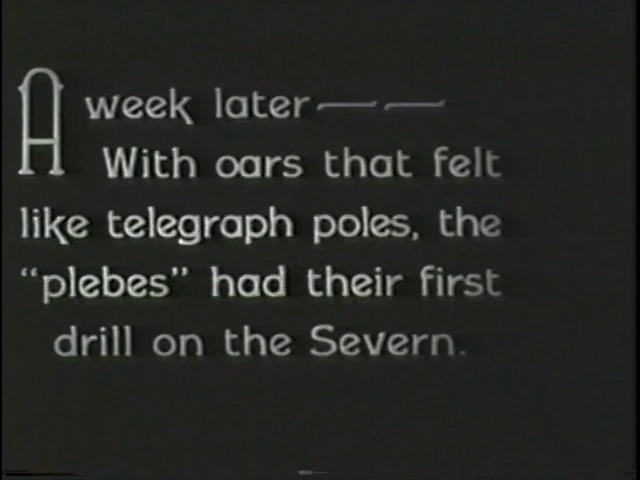 A week later — —
With oars that felt
like telegraph poles, the
“plebes” had their first
drill on the Severn.